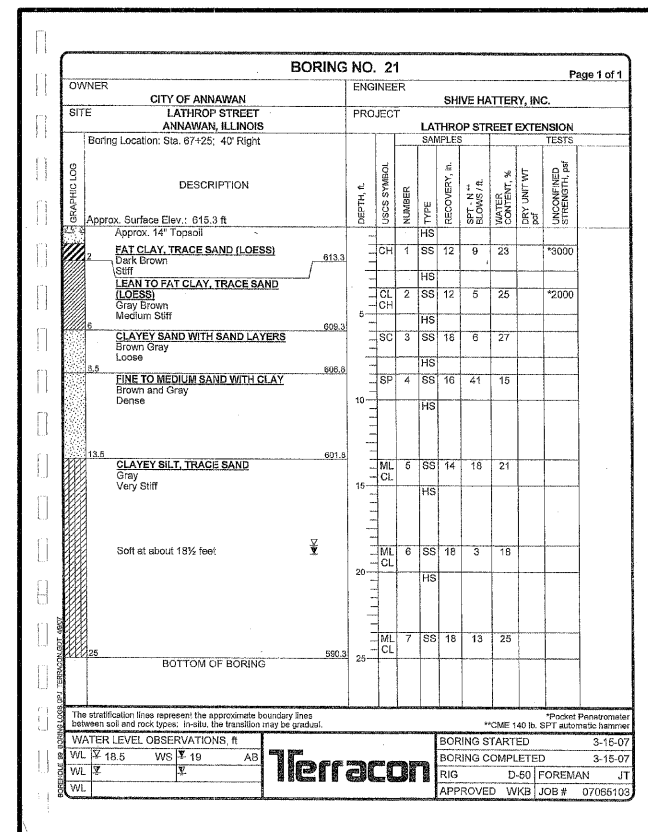 BORING NO. 21
Page 1 of 1
OWNER
CITY OF ANNAWAN
ENGINEER
SHIVE HATTERY, INC.
SITE
LATHROP STREET
ANNAWAN, ILLINOIS
PROJECT
LATHROP STREET EXTENSION
Boring Location: Sta. 67+25; 40' Right
SAMPLES
TESTS
GRAPHIC LOG
DESCRIPTION
DEPTH, ft.
USCS SYMBOL
NUMBER
TYPE
RECOVERY, in.
SPT - N **
BLOWS / ft.
WATER
CONTENT, %
DRY UNIT WT
pcf
UNCONFINED
STRENGTH, psf
Approx. Surface Elev.: 615.3 ft
Approx. 14" Topsoil
HS
2 FAT CLAY, TRACE SAND (LOESS) 613.3
Dark Brown
Stiff
CH 1 SS 12 9 23 *3000
HS
LEAN TO FAT CLAY, TRACE SAND
(LOESS)
Gray Brown
Medium Stiff
CL 2 SS 12 5 25 *2000
CH
5
HS
6 609.3
CLAYEY SAND WITH SAND LAYERS
Brown Gray
Loose
SC 3 SS 18 6 27
HS
8.5 606.8
FINE TO MEDIUM SAND WITH CLAY
Brown and Gray
Dense
SP 4 SS 16 41 15
10
HS
13.5 601.8
CLAYEY SILT, TRACE SAND
Gray
Very Stiff
ML 5 SS 14 18 21
CL
15
HS
Soft at about 18½ feet
ML 6 SS 18 3 18
CL
20
HS
ML 7 SS 18 13 25
CL
25 590.3
25
BOTTOM OF BORING
The stratification lines represent the approximate boundary lines
between soil and rock types: in-situ, the transition may be gradual.
*Pocket Penetrometer
**CME 140 lb. SPT automatic hammer
WATER LEVEL OBSERVATIONS, ft
WL 18.5 WS 19 AB
WL
WL
Terracon
BORING STARTED 3-15-07
BORING COMPLETED 3-15-07
RIG D-50 FOREMAN JT
APPROVED WKB JOB # 07065103